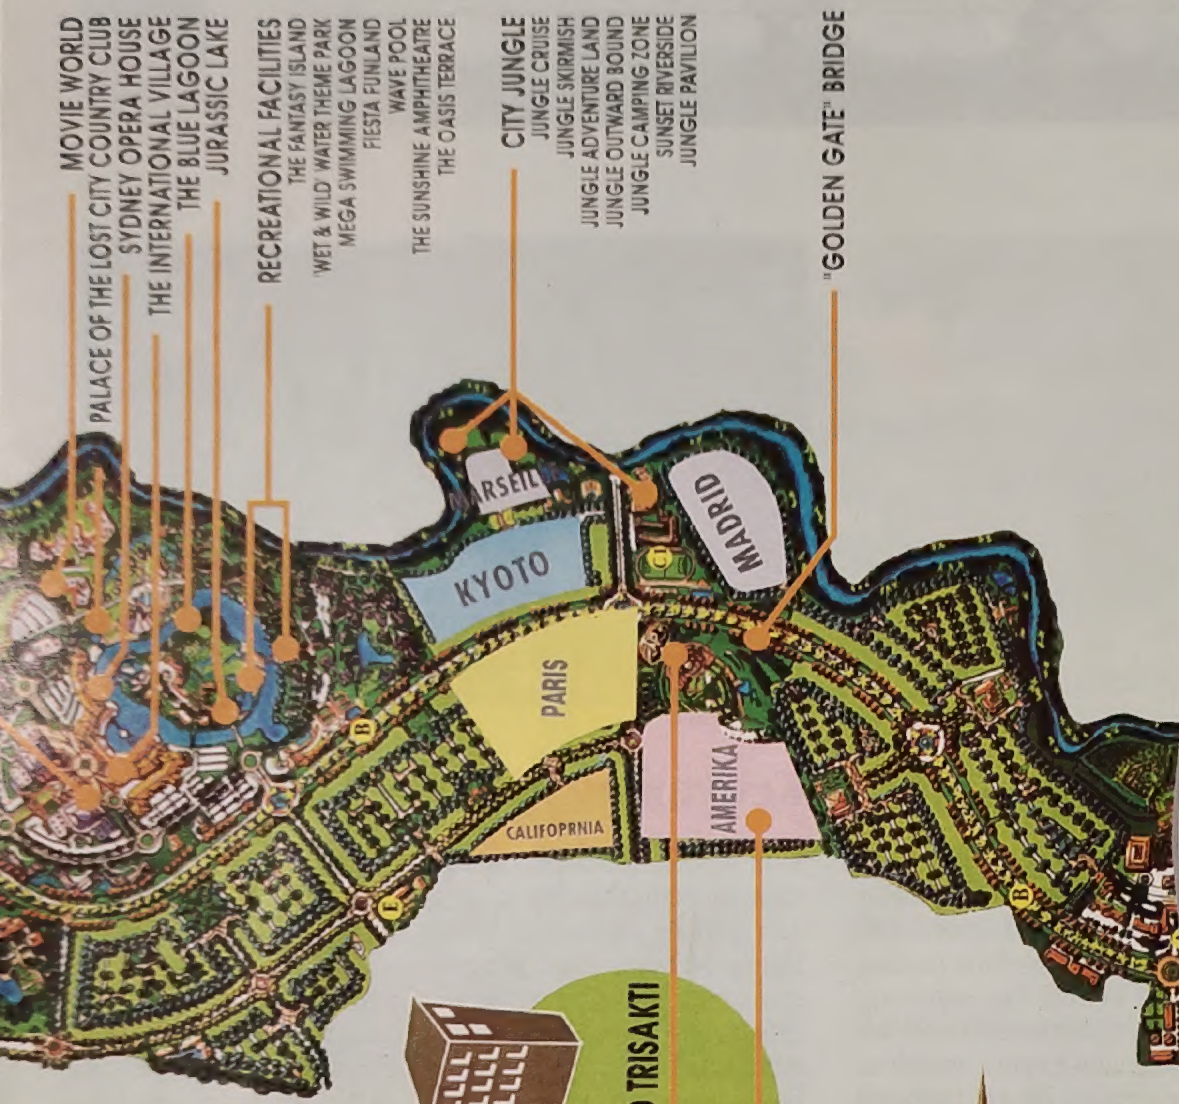 MOVIE WORLD
PALACE OF THE LOST CITY COUNTRY CLUB
SYDNEY OPERA HOUSE
THE INTERNATIONAL VILLAGE
THE BLUE LAGOON
JURASSIC LAKE
RECREATIONAL FACILITIES
THE FANTASY ISLAND
'WET & WILD' WATER THEME PARK
MEGA SWIMMING LAGOON
FIESTA FUNLAND
WAVE POOL
THE SUNSHINE AMPHITHEATRE
THE OASIS TERRACE
CITY JUNGLE
JUNGLE CRUISE
JUNGLE SKIRMISH
JUNGLE ADVENTURE LAND
JUNGLE OUTWARD BOUND
JUNGLE CAMPING ZONE
SUNSET RIVERSIDE
JUNGLE PAVILION
"GOLDEN GATE" BRIDGE
MARSEILLE
KYOTO
MADRID
C1
PARIS
AMERIKA
CALIFOPRNIA
B
E
B
TRISAKTI